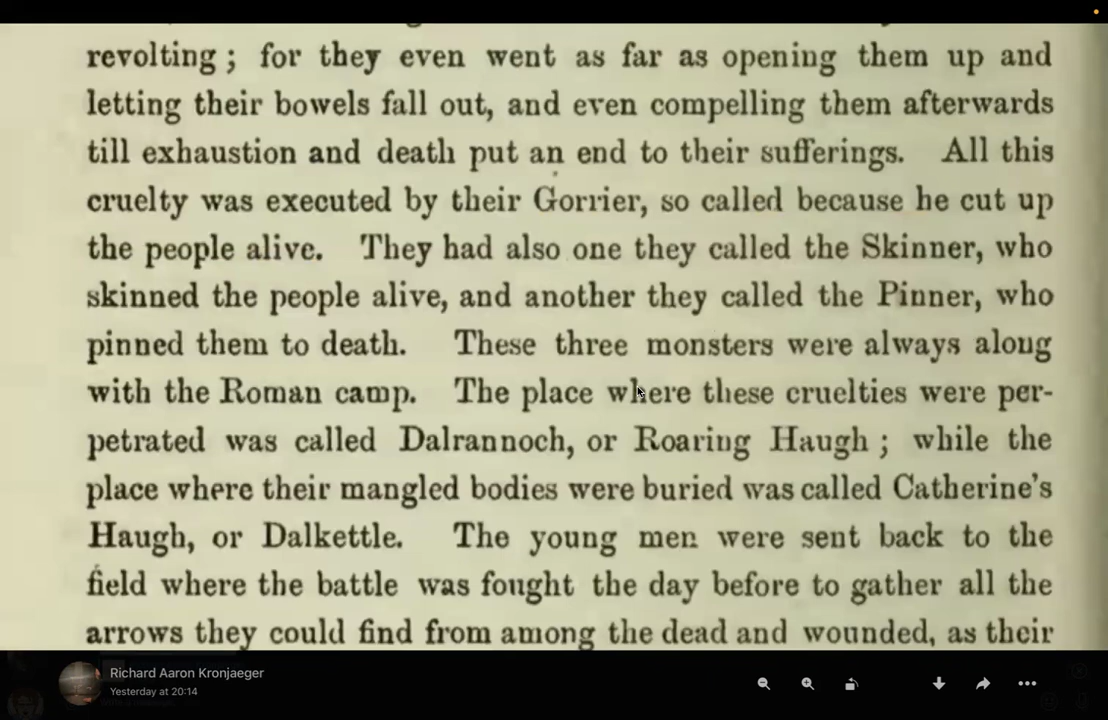 revolting ; for they even went as far as opening them up and
letting their bowels fall out, and even compelling them afterwards
till exhaustion and death put an end to their sufferings. All this
cruelty was executed by their Gorrier, so called because he cut up
the people alive. They had also one they called the Skinner, who
skinned the people alive, and another they called the Pinner, who
pinned them to death. These three monsters were always along
with the Roman camp. The place where these cruelties were per-
petrated was called Dalrannoch, or Roaring Haugh ; while the
place where their mangled bodies were buried was called Catherine's
Haugh, or Dalkettle. The young men were sent back to the
field where the battle was fought the day before to gather all the
arrows they could find from among the dead and wounded, as their
Richard Aaron Kronjaeger
Yesterday at 20:14